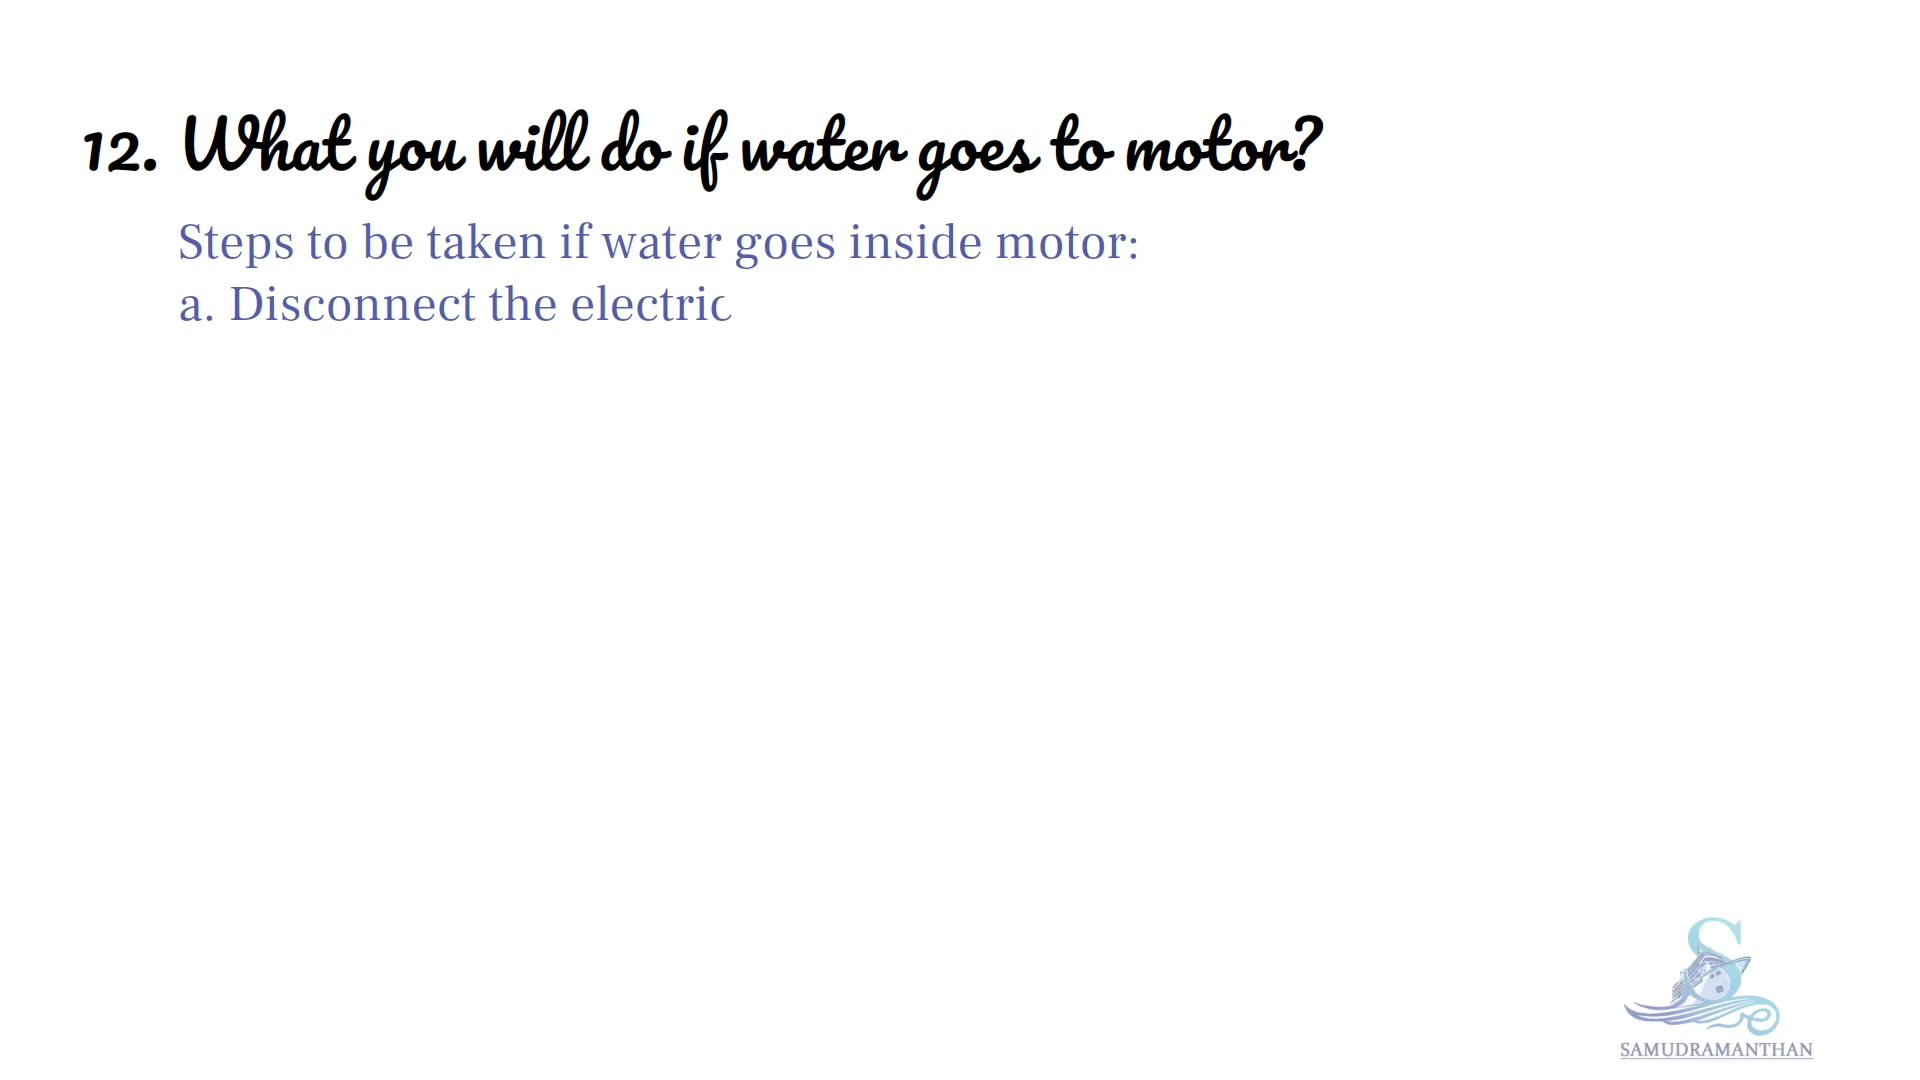 12. What you will do if water goes to motor?
Steps to be taken if water goes inside motor:
a. Disconnect the electric
SAMUDRAMANTHAN